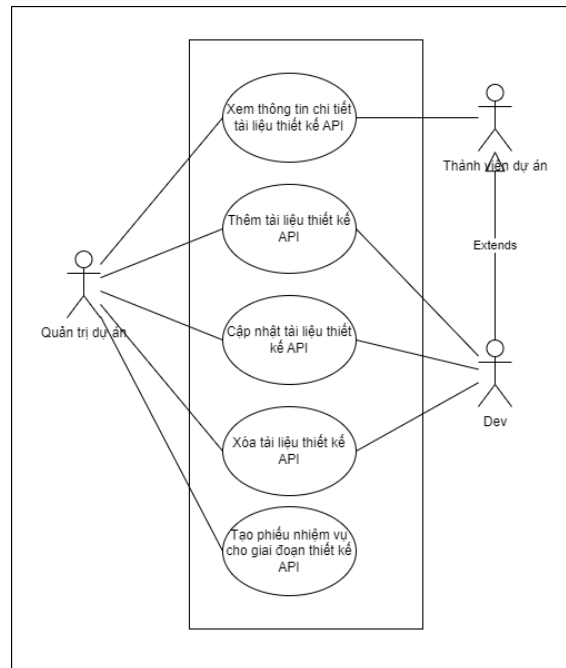 Xem thông tin chi tiết
tài liệu thiết kế API
Thành viên dự án
Thêm tài liệu thiết kế
API
Extends
Quản trị dự án
Cập nhật tài liệu thiết
kế API
Dev
Xóa tài liệu thiết kế
API
Tạo phiếu nhiệm vụ
cho giai đoạn thiết kế
API